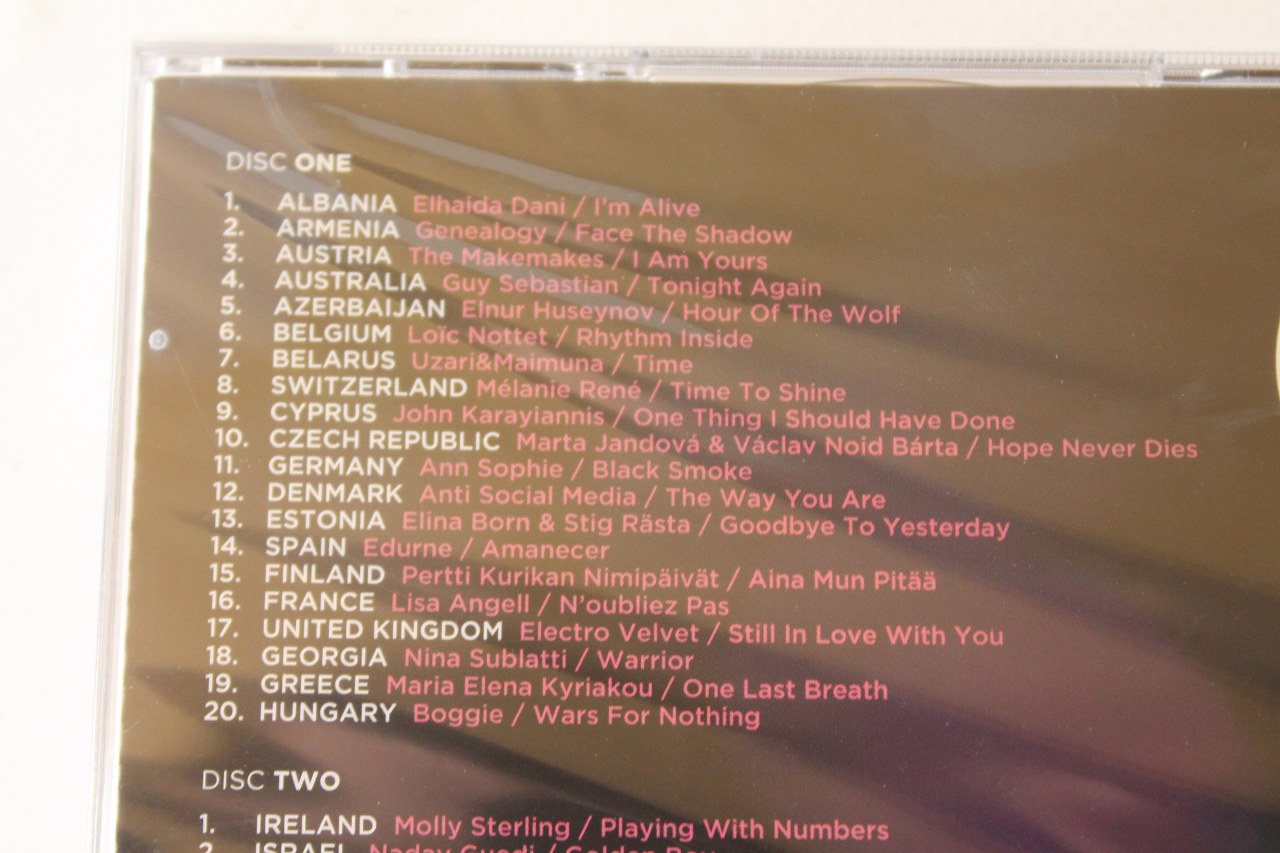 DISC ONE
1. ALBANIA Elhaida Dani / I'm Alive
2. ARMENIA Genealogy / Face The Shadow
3. AUSTRIA The Makemakes / I Am Yours
4. AUSTRALIA Guy Sebastian / Tonight Again
5. AZERBAIJAN Elnur Huseynov / Hour Of The Wolf
6. BELGIUM Loïc Nottet / Rhythm Inside
7. BELARUS Uzari&Maimuna / Time
8. SWITZERLAND Mélanie René / Time To Shine
9. CYPRUS John Karayiannis / One Thing I Should Have Done
10. CZECH REPUBLIC Marta Jandová & Václav Noid Bárta / Hope Never Dies
11. GERMANY Ann Sophie / Black Smoke
12. DENMARK Anti Social Media / The Way You Are
13. ESTONIA Elina Born & Stig Rästa / Goodbye To Yesterday
14. SPAIN Edurne / Amanecer
15. FINLAND Pertti Kurikan Nimipäivät / Aina Mun Pitää
16. FRANCE Lisa Angell / N'oubliez Pas
17. UNITED KINGDOM Electro Velvet / Still In Love With You
18. GEORGIA Nina Sublatti / Warrior
19. GREECE Maria Elena Kyriakou / One Last Breath
20. HUNGARY Boggie / Wars For Nothing
DISC TWO
1. IRELAND Molly Sterling / Playing With Numbers
2. ISRAEL Nadav Guedj / Golden Boy